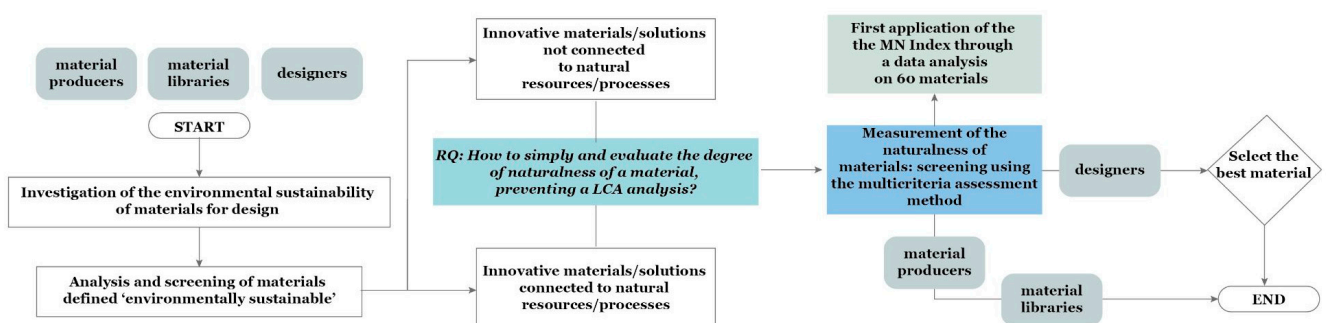 material
producers
material
libraries
designers
START
Investigation of the environmental sustainability
of materials for design
Analysis and screening of materials
defined ‘environmentally sustainable’
Innovative materials/solutions
not connected
to natural
resources/processes
RQ: How to simply and evaluate the degree
of naturalness of a material,
preventing a LCA analysis?
Innovative materials/solutions
connected to natural
resources/processes
First application of the
the MN Index through
a data analysis
on 60 materials
Measurement of the
naturalness of
materials: screening using
the multicriteria assessment
method
designers
Select the
best material
material
producers
material
libraries
END